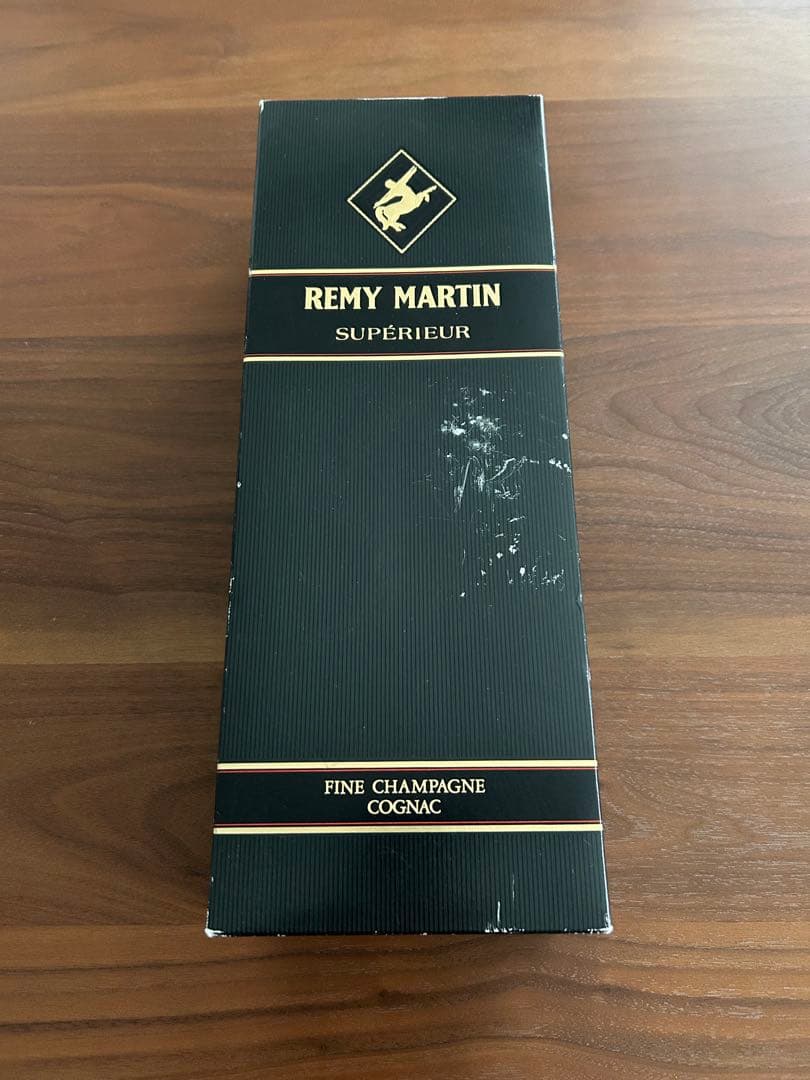 REMY MARTIN
SUPÉRIEUR
FINE CHAMPAGNE
COGNAC